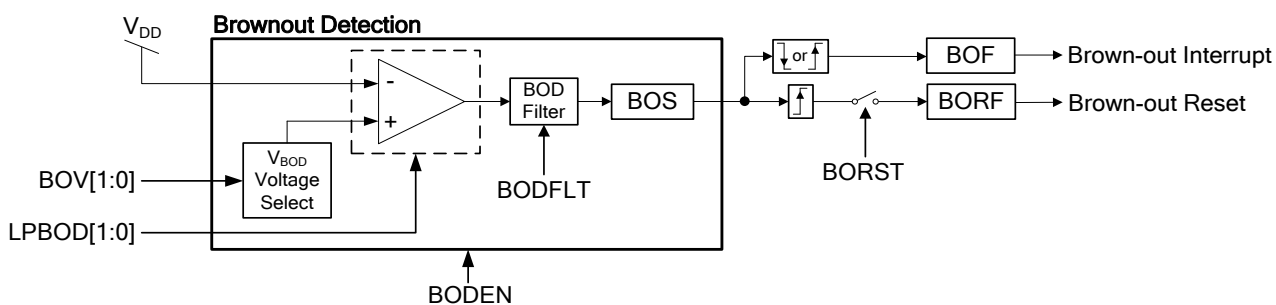 Brownout Detection
VDD
-
+
BOD
Filter
BOS
or
BOF
Brown-out Interrupt
BORF
Brown-out Reset
VBOD
Voltage
Select
BOV[1:0]
LPBOD[1:0]
BODFLT
BORST
BODEN